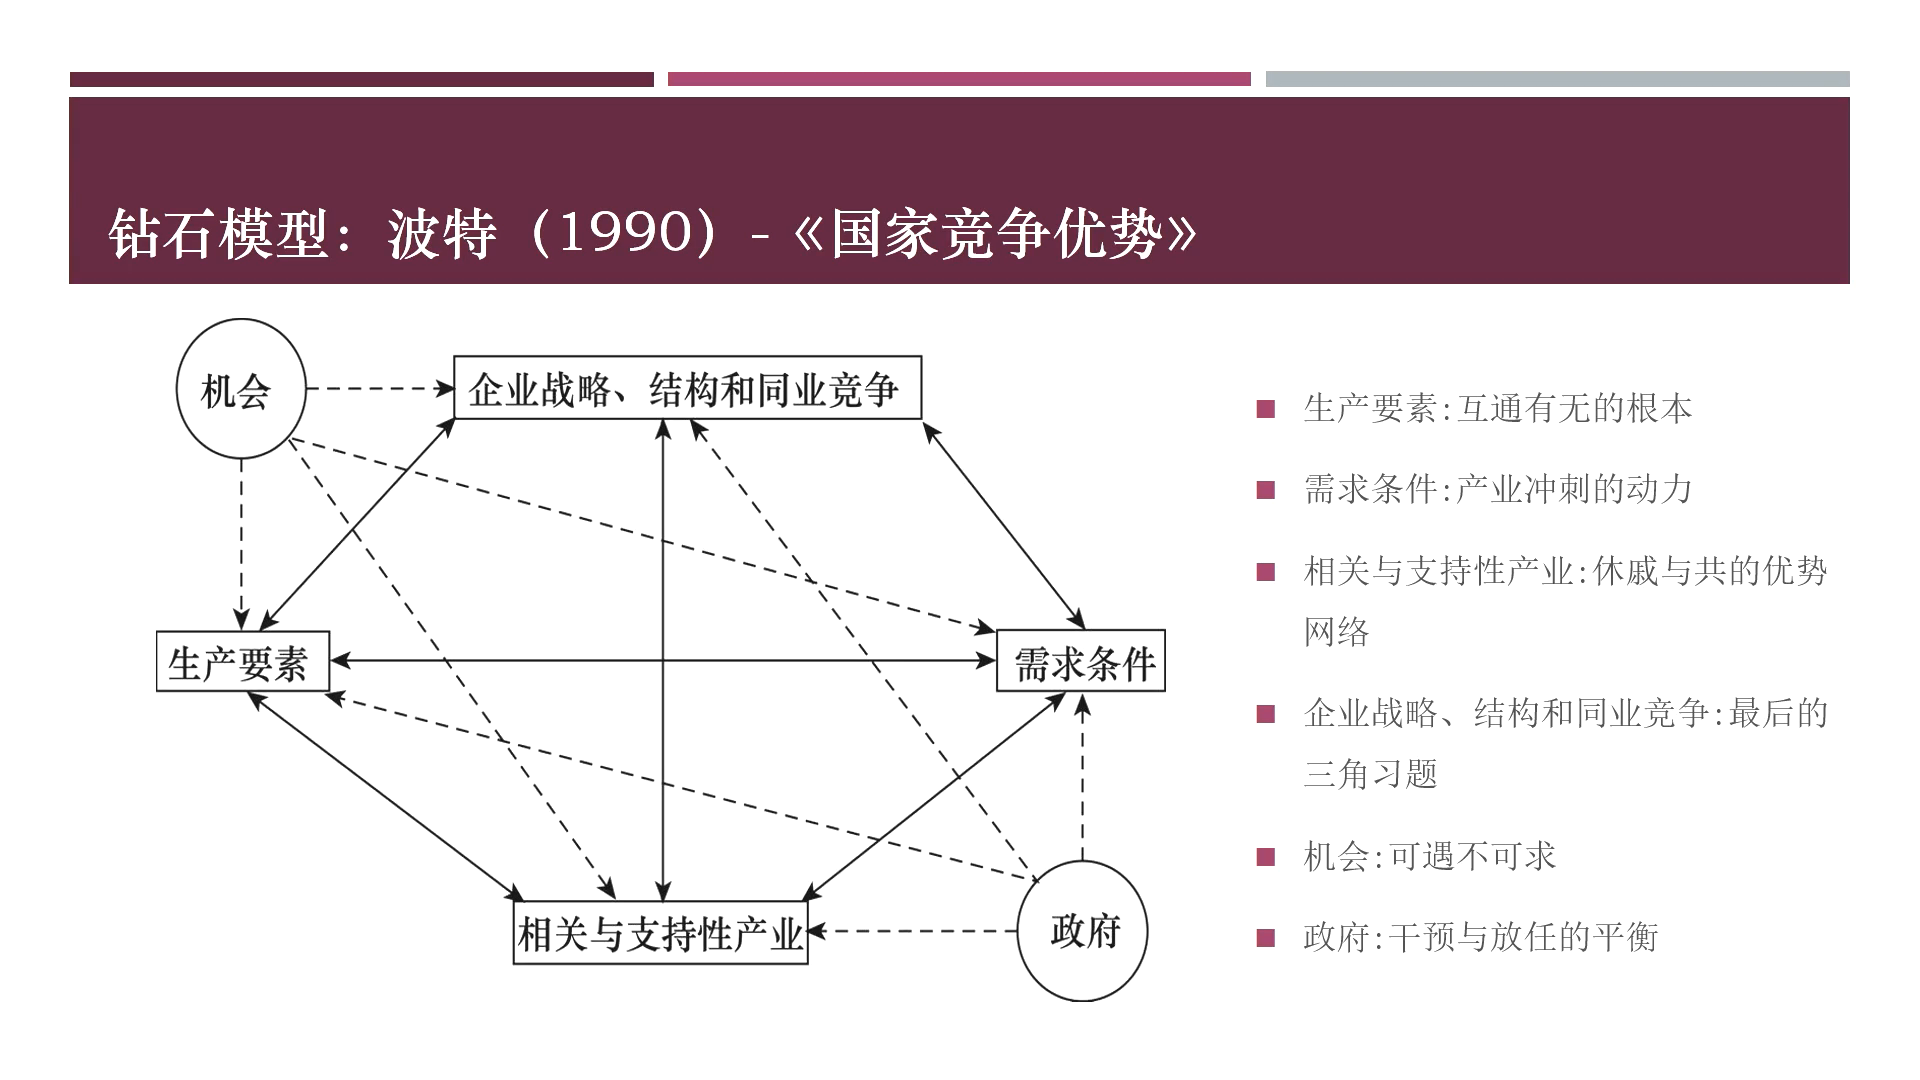 钻石模型：波特（1990）-《国家竞争优势》
机会
企业战略、结构和同业竞争
生产要素
需求条件
相关与支持性产业
政府
生产要素:互通有无的根本
需求条件:产业冲刺的动力
相关与支持性产业:休戚与共的优势
网络
企业战略、结构和同业竞争:最后的
三角习题
机会:可遇不可求
政府:干预与放任的平衡